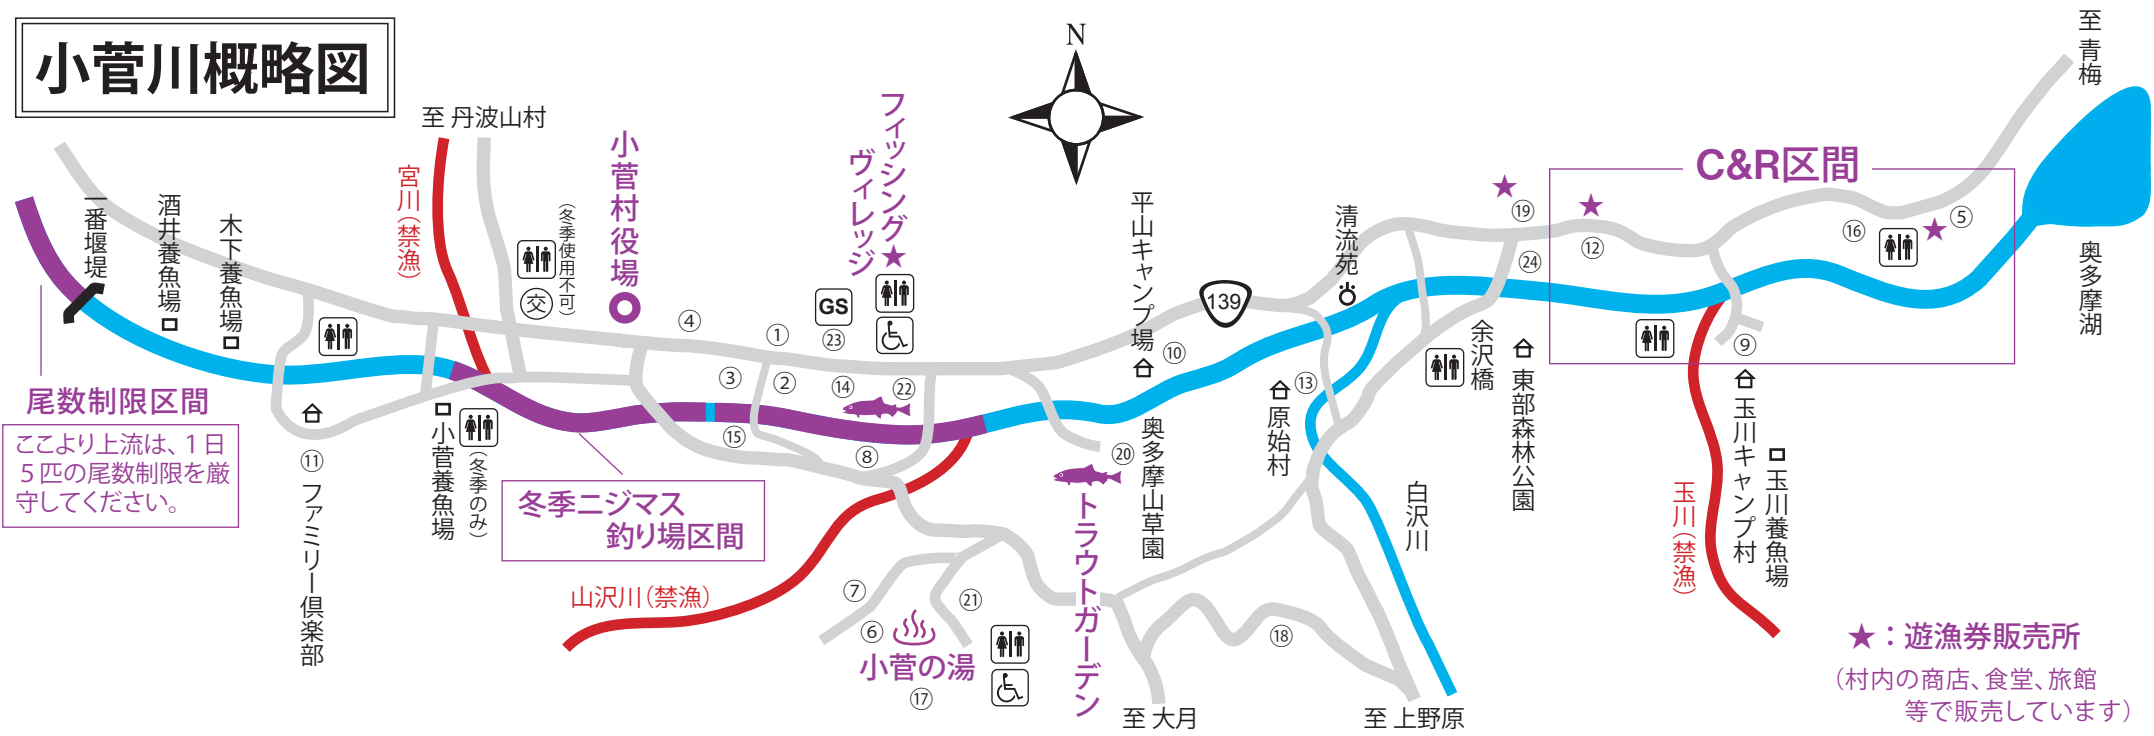 小菅川概略図
N
至 青梅
至 丹波山村
宮川（禁漁）
小菅村役場
フィッシング★
ヴィレッジ
C&R区間
一番堰堤
酒井養魚場
木下養魚場
（冬季使用不可）
交
GS
平山キャンプ場
清流苑
139
奥多摩湖
④
①
㉓
③
②
⑭
㉒
⑮
⑧
⑩
⑬
⑲
⑫
㉔
⑯
⑤
⑨
余沢橋
東部森林公園
原始村
玉川キャンプ村
玉川養魚場
玉川（禁漁）
白沢川
奥多摩山草園
⑳
トラウトガーデン
尾数制限区間
ここより上流は、1日
5匹の尾数制限を厳
守してください。
⑪
ファミリー倶楽部
小菅養魚場
（冬季のみ）
冬季ニジマス
釣り場区間
山沢川（禁漁）
⑦
⑥
㉑
小菅の湯
⑰
⑱
至 大月
至 上野原
★：遊漁券販売所
（村内の商店、食堂、旅館
等で販売しています）